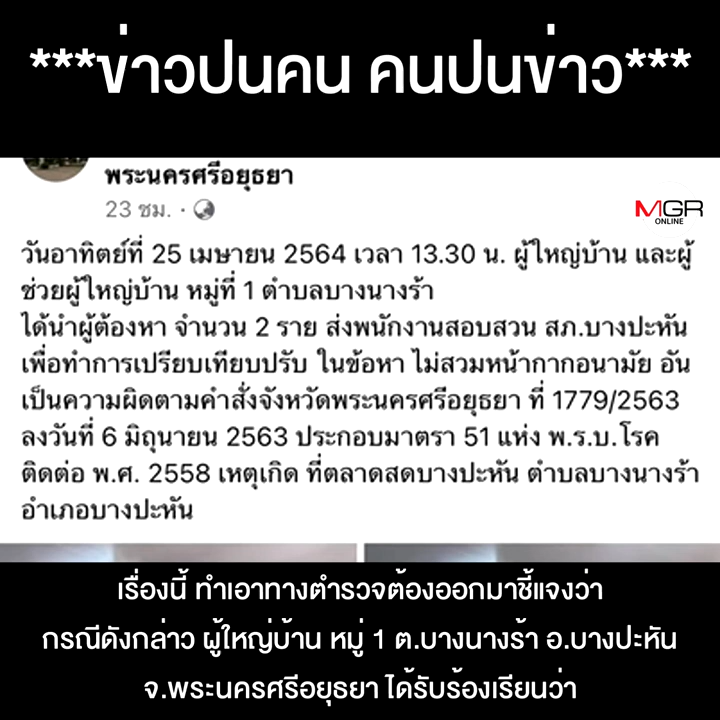 ***ข่าวปนคน คนปนข่าว***
พระนครศรีอยุธยา
23 ชม. ·
MGR
ONLINE
วันอาทิตย์ที่ 25 เมษายน 2564 เวลา 13.30 น. ผู้ใหญ่บ้าน และผู้
ช่วยผู้ใหญ่บ้าน หมู่ที่ 1 ตำบลบางนางร้า
ได้นำผู้ต้องหา จำนวน 2 ราย ส่งพนักงานสอบสวน สภ.บางปะหัน
เพื่อทำการเปรียบเทียบปรับ ในข้อหา ไม่สวมหน้ากากอนามัย อัน
เป็นความผิดตามคำสั่งจังหวัดพระนครศรีอยุธยา ที่ 1779/2563
ลงวันที่ 6 มิถุนายน 2563 ประกอบมาตรา 51 แห่ง พ.ร.บ.โรค
ติดต่อ พ.ศ. 2558 เหตุเกิด ที่ตลาดสดบางปะหัน ตำบลบางนางร้า
อำเภอบางปะหัน
เรื่องนี้ ทำเอาทางตำรวจต้องออกมาชี้แจงว่า
กรณีดังกล่าว ผู้ใหญ่บ้าน หมู่ 1 ต.บางนางร้า อ.บางปะหัน
จ.พระนครศรีอยุธยา ได้รับร้องเรียนว่า